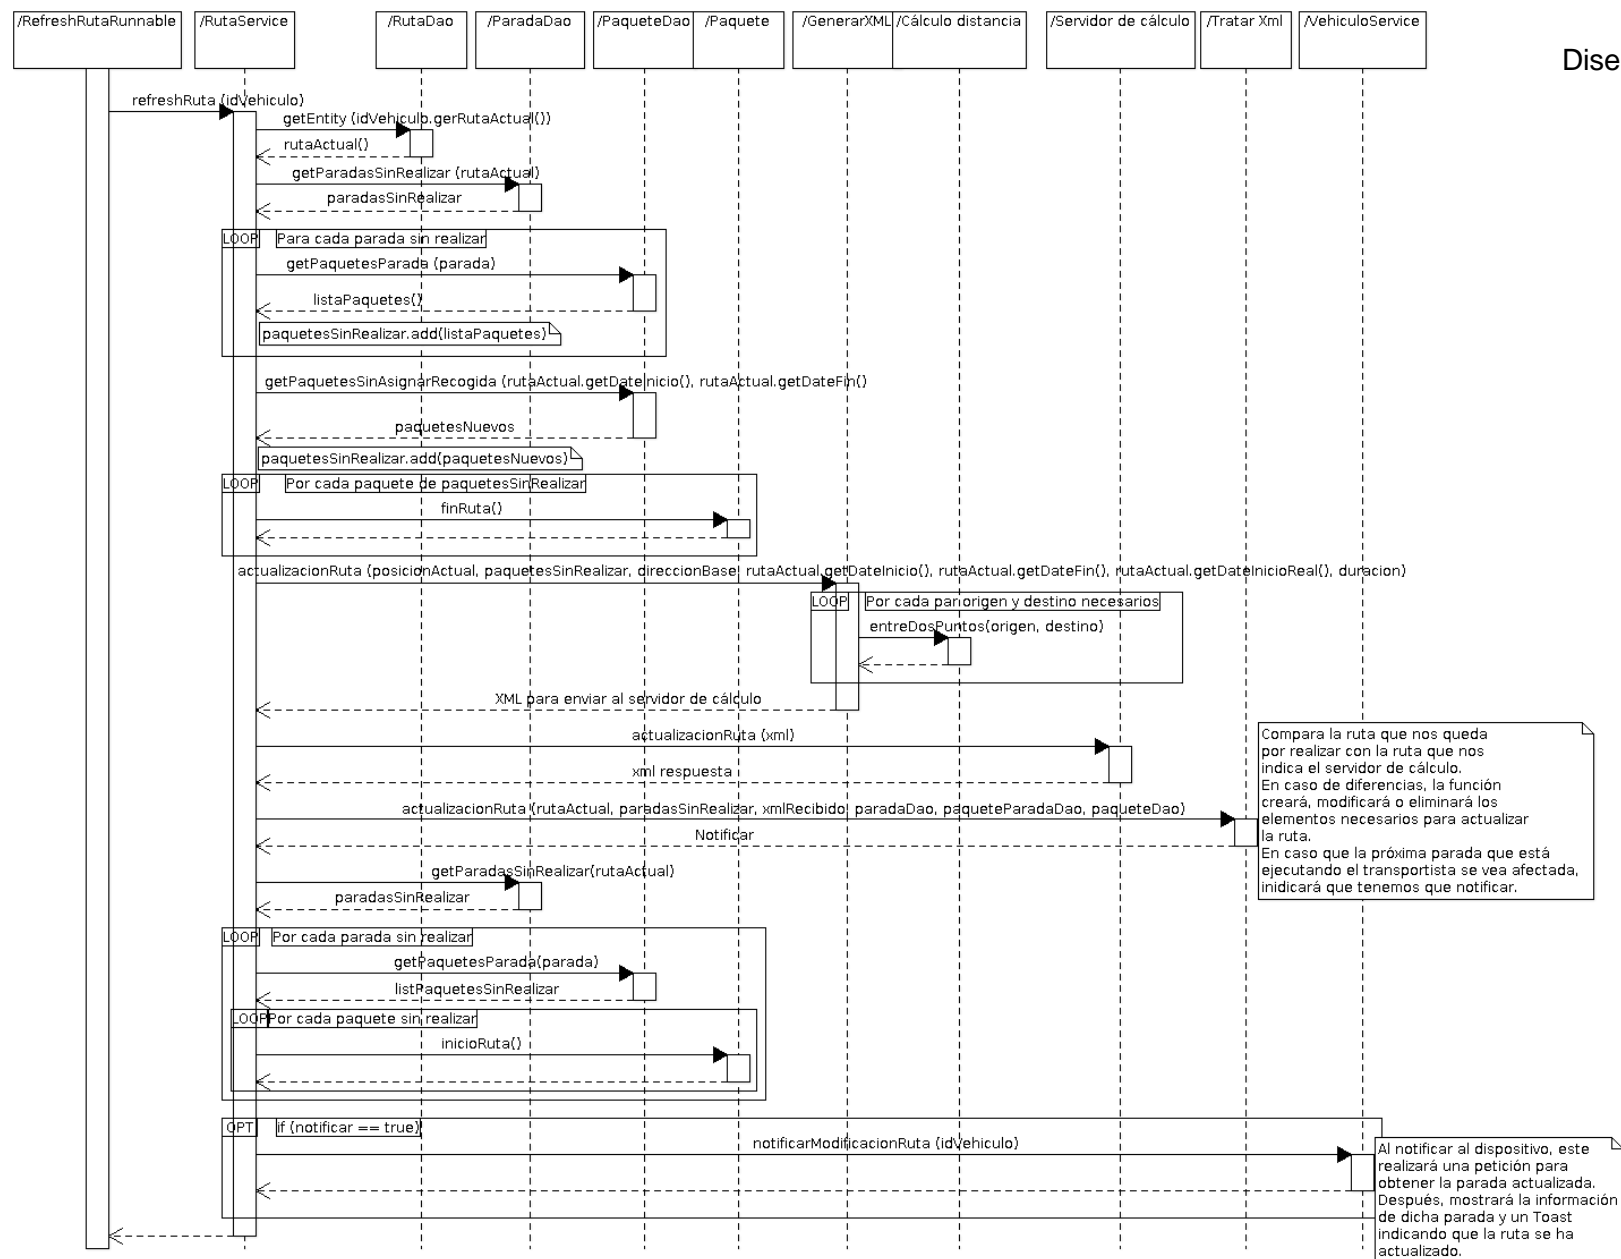 /RefreshRutaRunnable
/RutaService
/RutaDao
/ParadaDao
/PaqueteDao
/Paquete
/GenerarXML
/Cálculo distancia
/Servidor de cálculo
/Tratar Xml
/VehiculoService
Dise
refreshRuta (idVehiculo)
getEntity (idVehiculo.gerRutaActual())
rutaActual()
getParadasSinRealizar (rutaActual)
paradasSinRealizar
LOOP
Para cada parada sin realizar
getPaquetesParada (parada)
listaPaquetes()
paquetesSinRealizar.add(listaPaquetes)
getPaquetesSinAsignarRecogida (rutaActual.getDateInicio(), rutaActual.getDateFin()
paquetesNuevos
paquetesSinRealizar.add(paquetesNuevos)
LOOP
Por cada paquete de paquetesSinRealizar
finRuta()
actualizacionRuta (posicionActual, paquetesSinRealizar, direccionBase, rutaActual.getDateInicio(), rutaActual.getDateFin(), rutaActual.getDateInicioReal(), duracion)
LOOP
Por cada par origen y destino necesarios
entreDosPuntos(origen, destino)
XML para enviar al servidor de cálculo
actualizacionRuta (xml)
xml respuesta
actualizacionRuta (rutaActual, paradasSinRealizar, xmlRecibido, paradaDao, paqueteParadaDao, paqueteDao)
Notificar
Compara la ruta que nos queda
por realizar con la ruta que nos
indica el servidor de cálculo.
En caso de diferencias, la función
creará, modificará o eliminará los
elementos necesarios para actualizar
la ruta.
En caso que la próxima parada que está
ejecutando el transportista se vea afectada,
inidicará que tenemos que notificar.
getParadasSinRealizar(rutaActual)
paradasSinRealizar
LOOP
Por cada parada sin realizar
getPaquetesParada(parada)
listPaquetesSinRealizar
LOOP
Por cada paquete sin realizar
inicioRuta()
OPT
if (notificar == true)
notificarModificacionRuta (idVehiculo)
Al notificar al dispositivo, este
realizará una petición para
obtener la parada actualizada.
Después, mostrará la información
de dicha parada y un Toast
indicando que la ruta se ha
actualizado.